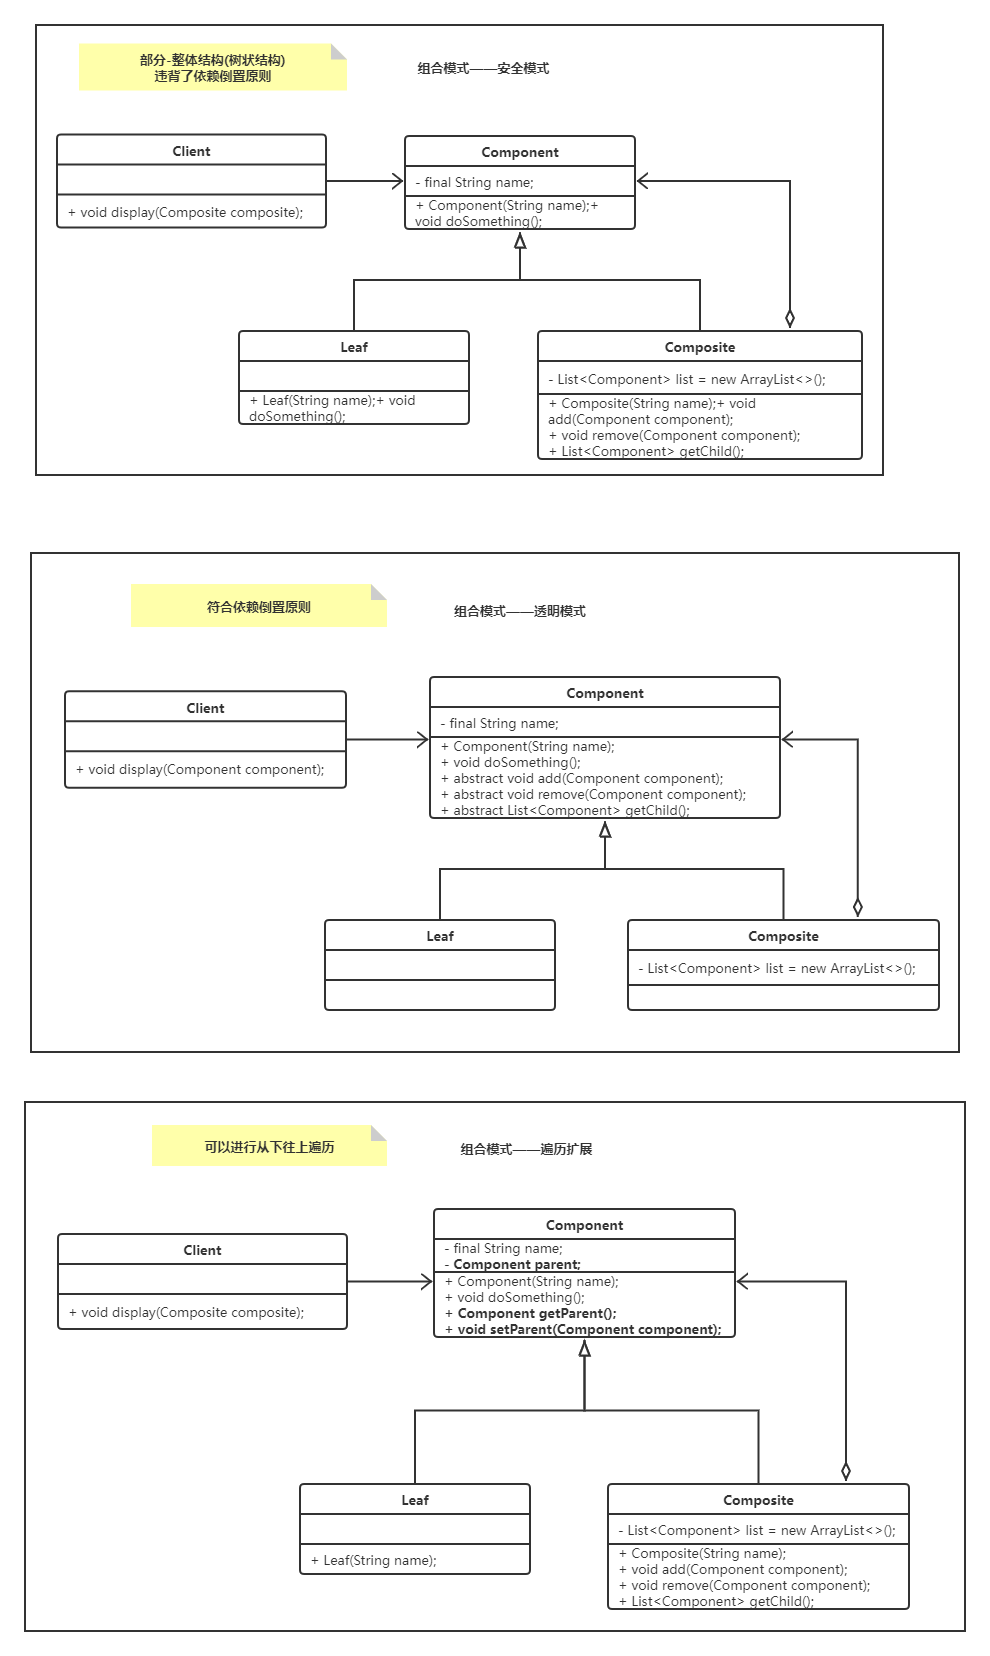 部分-整体结构(树状结构)
违背了依赖倒置原则
组合模式——安全模式
Client
+ void display(Composite composite);
Component
- final String name;
+ Component(String name);+
void doSomething();
Leaf
+ Leaf(String name);+ void
doSomething();
Composite
- List<Component> list = new ArrayList<>();
+ Composite(String name);+ void
add(Component component);
+ void remove(Component component);
+ List<Component> getChild();
符合依赖倒置原则
组合模式——透明模式
Client
+ void display(Component component);
Component
- final String name;
+ Component(String name);
+ void doSomething();
+ abstract void add(Component component);
+ abstract void remove(Component component);
+ abstract List<Component> getChild();
Leaf
Composite
- List<Component> list = new ArrayList<>();
可以进行从下往上遍历
组合模式——遍历扩展
Client
+ void display(Composite composite);
Component
- final String name;
- Component parent;
+ Component(String name);
+ void doSomething();
+ Component getParent();
+ void setParent(Component component);
Leaf
+ Leaf(String name);
Composite
- List<Component> list = new ArrayList<>();
+ Composite(String name);
+ void add(Component component);
+ void remove(Component component);
+ List<Component> getChild();